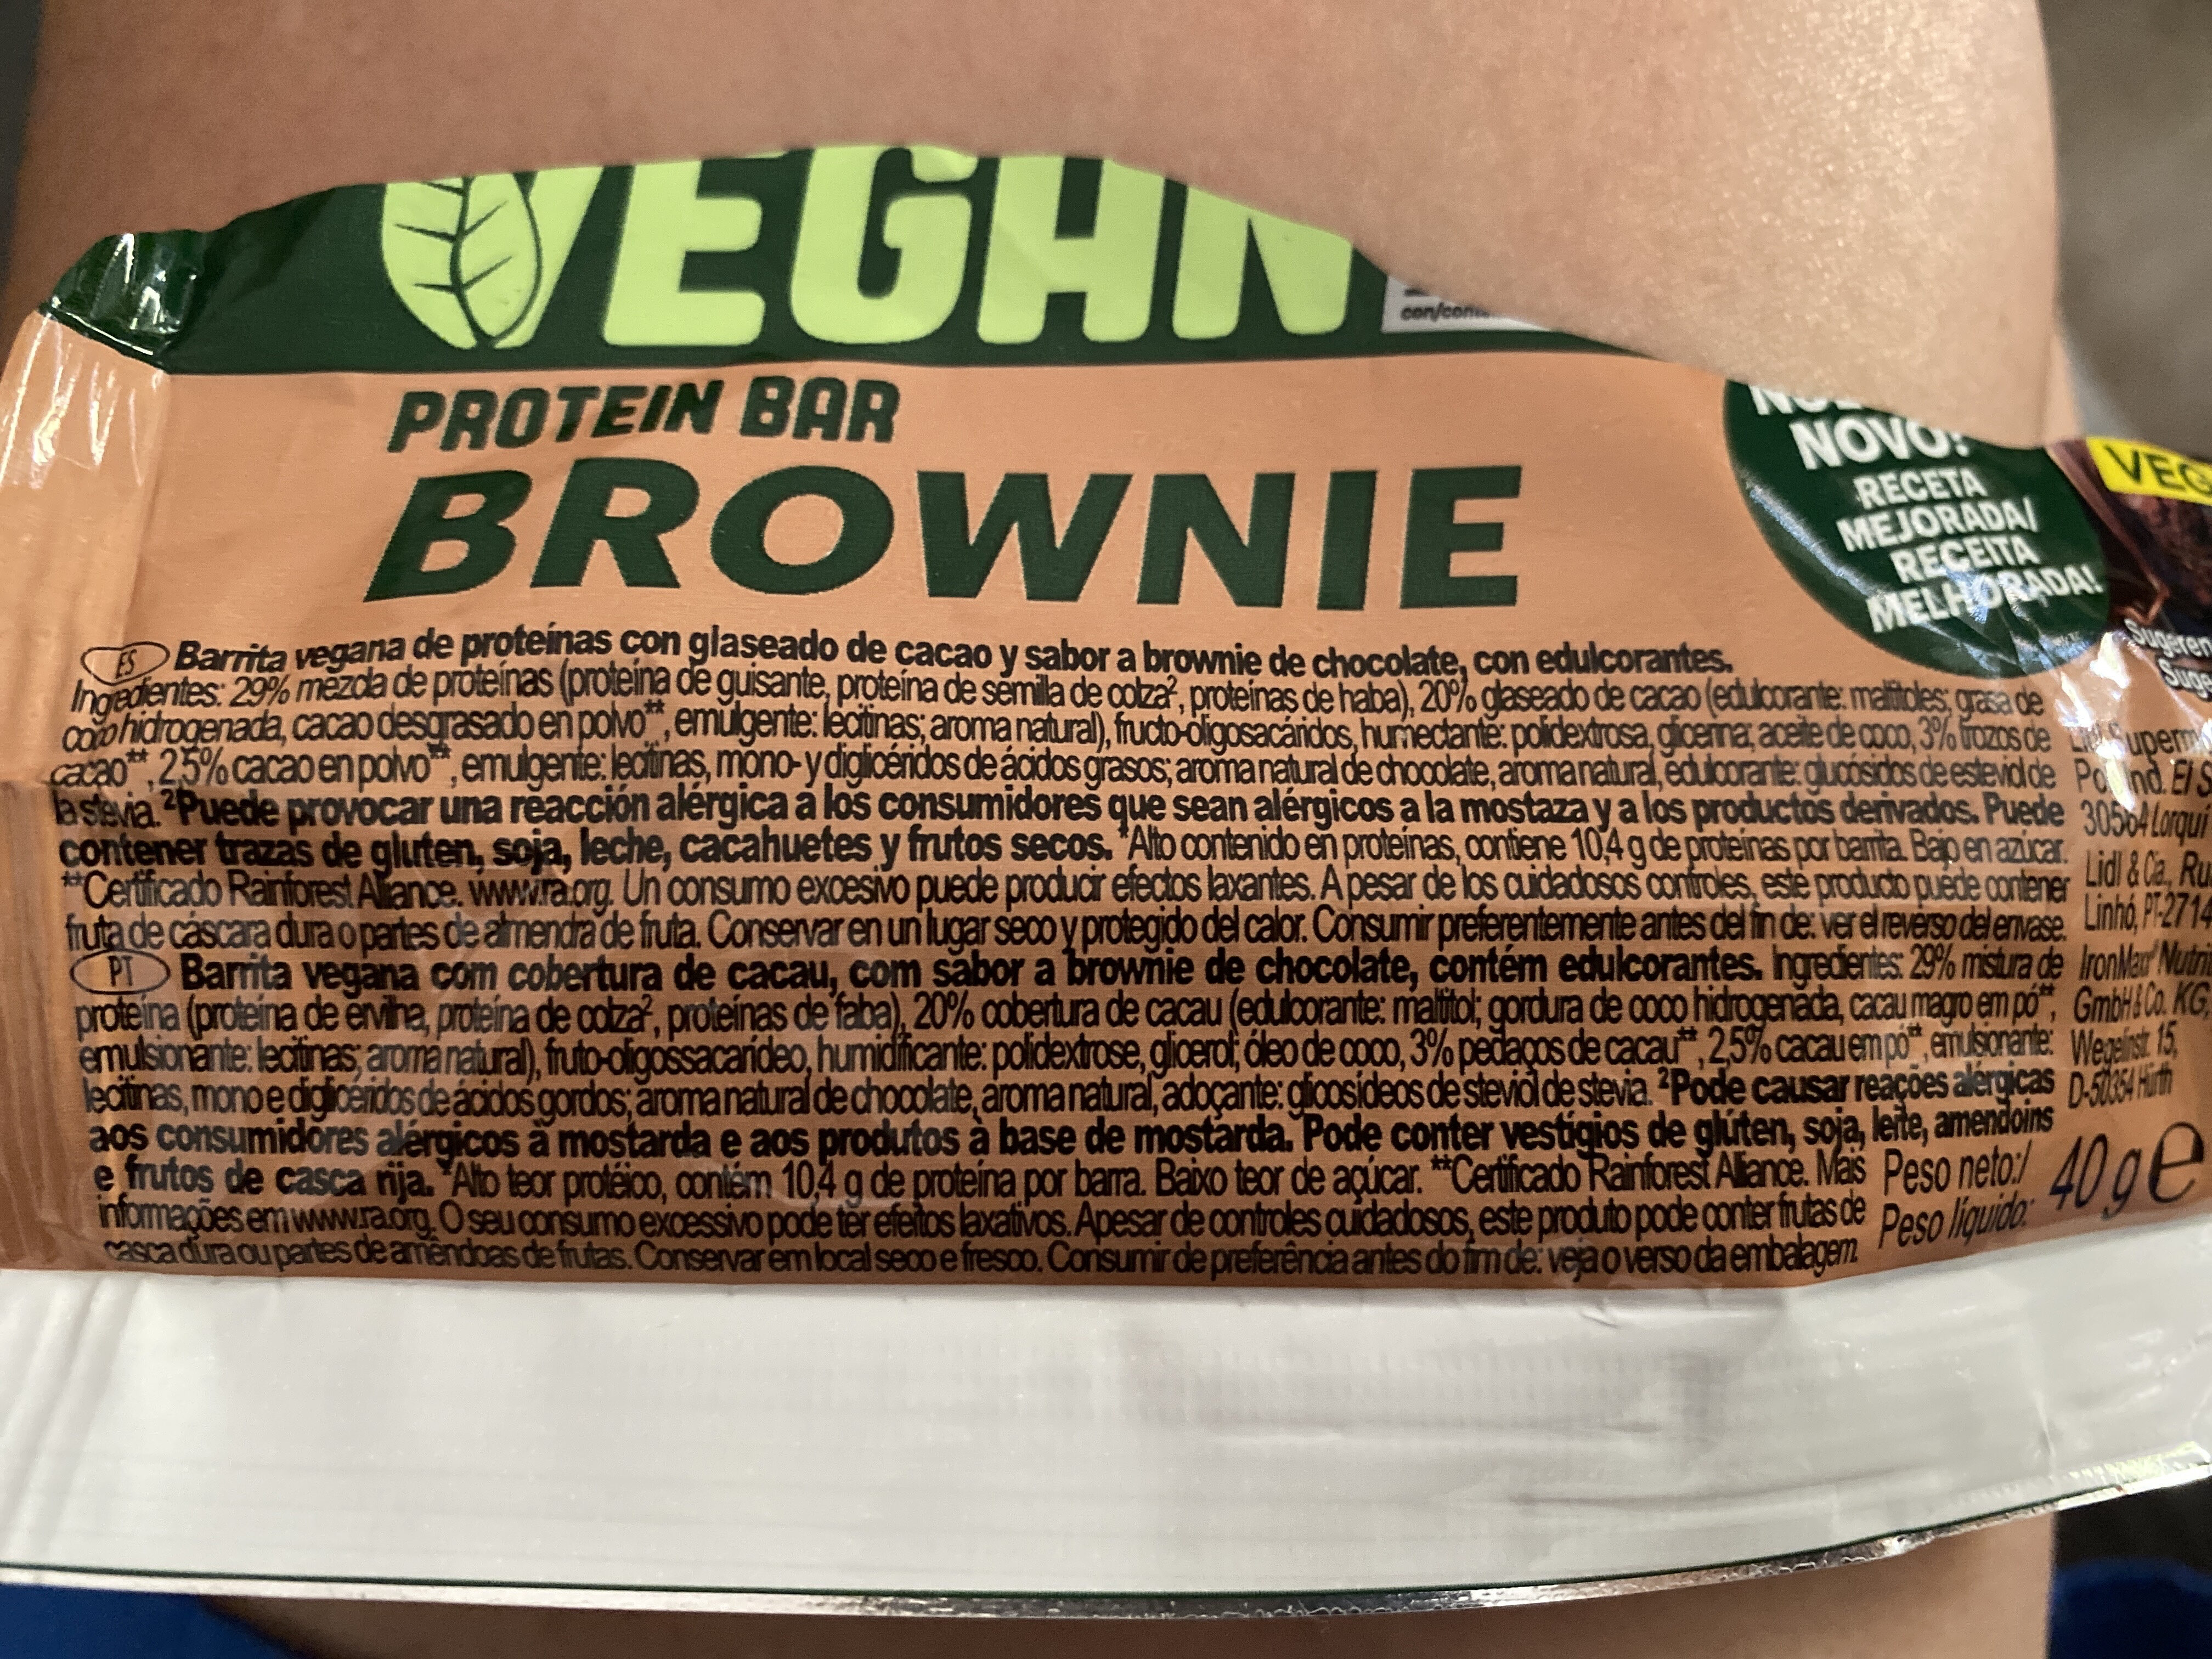 VEGAN
PROTEIN BAR
BROWNIE
NOVO!
RECETA
MEJORADA/
RECEITA
MELHORADA!
ES Barrita vegana de proteínas con glaseado de cacao y sabor a brownie de chocolate, con edulcorantes.
Ingredientes: 29% mezcla de proteínas (proteína de guisante, proteína de semilla de colza², proteínas de haba), 20% glaseado de cacao (edulcorante: maltitoles; grasa de
coco hidrogenada, cacao desgrasado en polvo**, emulgente: lecitinas; aroma natural), fructo-oligosacáridos, humectante: polidextrosa, glicerina; aceite de coco, 3% trozos de
cacao**, 2,5% cacao en polvo**, emulgente: lecitinas, mono- y diglicéridos de ácidos grasos; aroma natural de chocolate, aroma natural, edulcorante: glucósidos de esteviol de
la stevia. ²Puede provocar una reacción alérgica a los consumidores que sean alérgicos a la mostaza y a los productos derivados. Puede
contener trazas de gluten, soja, leche, cacahuetes y frutos secos. *Alto contenido en proteínas, contiene 10,4 g de proteínas por barrita. Bajo en azúcar.
**Certificado Rainforest Alliance. www.ra.org. Un consumo excesivo puede producir efectos laxantes. A pesar de los cuidadosos controles, este producto puede contener
fruta de cáscara dura o partes de almendra de fruta. Conservar en un lugar seco y protegido del calor. Consumir preferentemente antes del fin de: ver el reverso del envase.
PT Barrita vegana com cobertura de cacau, com sabor a brownie de chocolate, contém edulcorantes. Ingredientes: 29% mistura de
proteína (proteína de ervilha, proteína de colza², proteínas de faba), 20% cobertura de cacau (edulcorante: maltitol; gordura de coco hidrogenada, cacau magro em pó**,
emulsionante: lecitinas; aroma natural), fruto-oligossacarídeo, humidificante: polidextrose, glicerol; óleo de coco, 3% pedaços de cacau**, 2,5% cacau em pó**, emulsionante:
lecitinas, mono e diglicéridos de ácidos gordos; aroma natural de chocolate, aroma natural, adoçante: glicosídeos de steviol de stevia. ²Pode causar reações alérgicas
aos consumidores alérgicos à mostarda e aos produtos à base de mostarda. Pode conter vestígios de glúten, soja, leite, amendoins
e frutos de casca rija. *Alto teor protéico, contém 10,4 g de proteína por barra. Baixo teor de açúcar. **Certificado Rainforest Alliance. Mais
informações em www.ra.org. O seu consumo excessivo pode ter efeitos laxativos. Apesar de controles cuidadosos, este produto pode conter frutas de
casca dura ou partes de amêndoas de frutas. Conservar em local seco e fresco. Consumir de preferência antes do fim de: veja o verso da embalagem.
30564 Lorquí
Lidl & Cia.,
Linhó, PT-2714
IronMaxx
GmbH & Co. KG,
Wegelinstr. 15,
D-50354 Hürth
Peso neto:/
Peso líquido: 40 g e